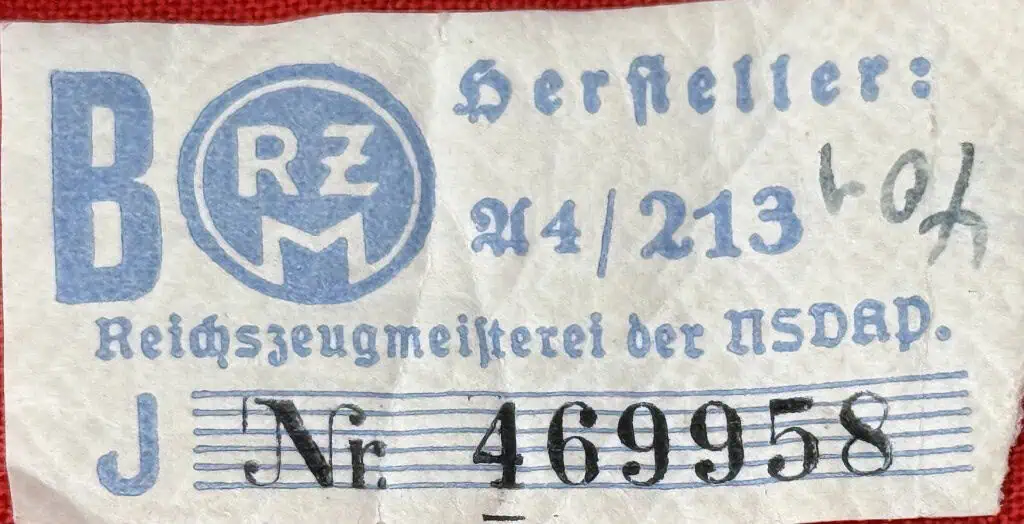 B RZM Hersteller:
A4/213
Reichszeugmeisterei der NSDAP.
J Nr. 469958